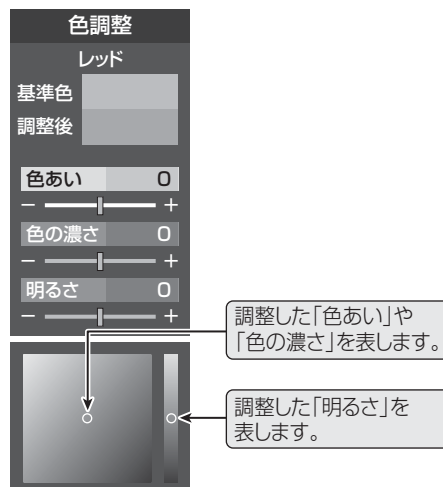 色調整
レッド
基準色
調整後
色あい 0
− +
色の濃さ 0
− +
明るさ 0
− +
調整した「色あい」や
「色の濃さ」を表します。
調整した「明るさ」を
表します。